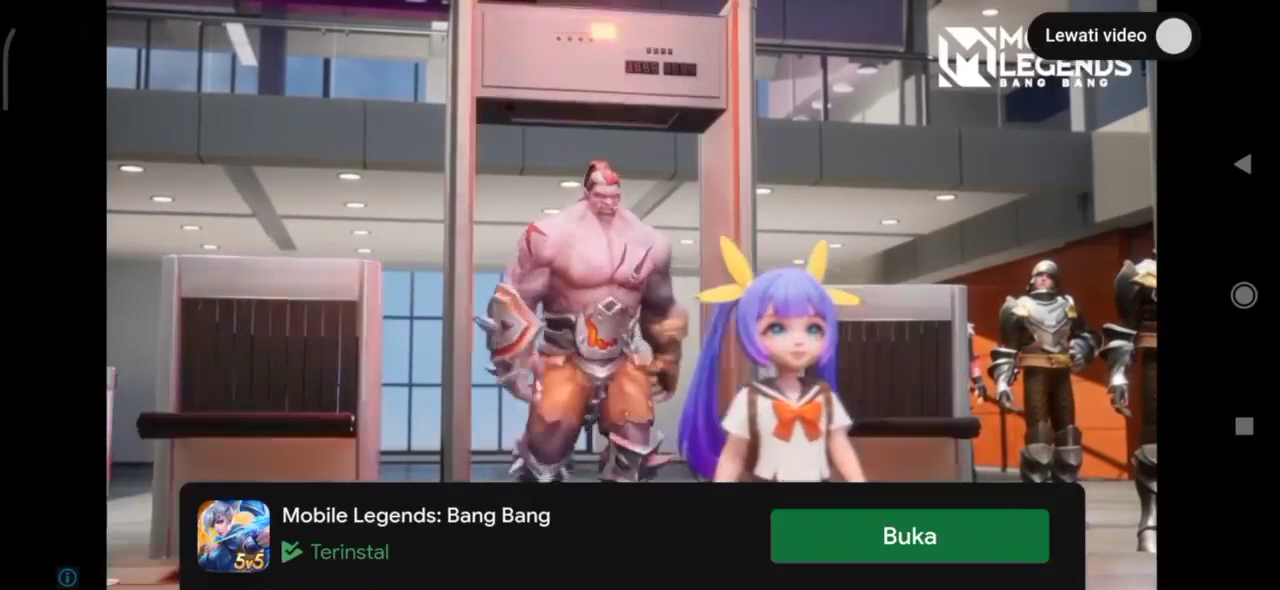 Lewati video
LEGENDS
BANG BANG
Mobile Legends: Bang Bang
Terinstal
Buka
5v5